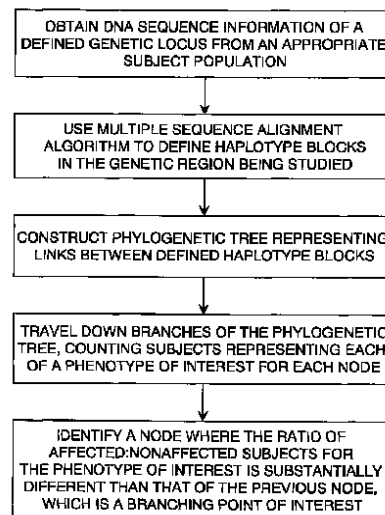 OBTAIN DNA SEQUENCE INFORMATION OF A
DEFINED GENETIC LOCUS FROM AN APPROPRIATE
SUBJECT POPULATION
USE MULTIPLE SEQUENCE ALIGNMENT
ALGORITHM TO DEFINE HAPLOTYPE BLOCKS
IN THE GENETIC REGION BEING STUDIED
CONSTRUCT PHYLOGENETIC TREE REPRESENTING
LINKS BETWEEN DEFINED HAPLOTYPE BLOCKS
TRAVEL DOWN BRANCHES OF THE PHYLOGENETIC
TREE, COUNTING SUBJECTS REPRESENTING EACH
OF A PHENOTYPE OF INTEREST FOR EACH NODE
IDENTIFY A NODE WHERE THE RATIO OF
AFFECTED:NONAFFECTED SUBJECTS FOR
THE PHENOTYPE OF INTEREST IS SUBSTANTIALLY
DIFFERENT THAN THAT OF THE PREVIOUS NODE,
WHICH IS A BRANCHING POINT OF INTEREST